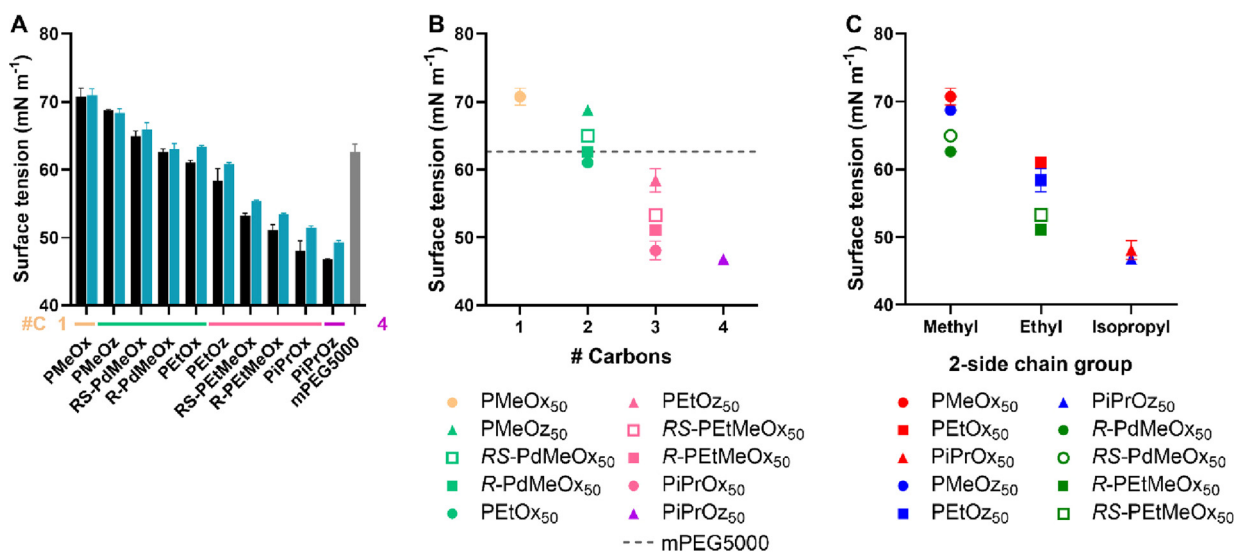 A
Surface tension (mN m⁻¹)
80
70
60
50
40
#C 1 4
PMeOx
PMeOz
RS-PdMeOx
R-PdMeOx
PEtOx
PEtOz
RS-PEtMeOx
R-PEtMeOx
PiPrOx
PiPrOz
mPEG5000
B
Surface tension (mN m⁻¹)
80
70
60
50
40
1 2 3 4
# Carbons
PMeOx₅₀
PMeOz₅₀
RS-PdMeOx₅₀
R-PdMeOx₅₀
PEtOx₅₀
PEtOz₅₀
RS-PEtMeOx₅₀
R-PEtMeOx₅₀
PiPrOx₅₀
PiPrOz₅₀
mPEG5000
C
Surface tension (mN m⁻¹)
80
70
60
50
40
Methyl Ethyl Isopropyl
2-side chain group
PMeOx₅₀
PEtOx₅₀
PiPrOx₅₀
PMeOz₅₀
PEtOz₅₀
PiPrOz₅₀
R-PdMeOx₅₀
RS-PdMeOx₅₀
R-PEtMeOx₅₀
RS-PEtMeOx₅₀